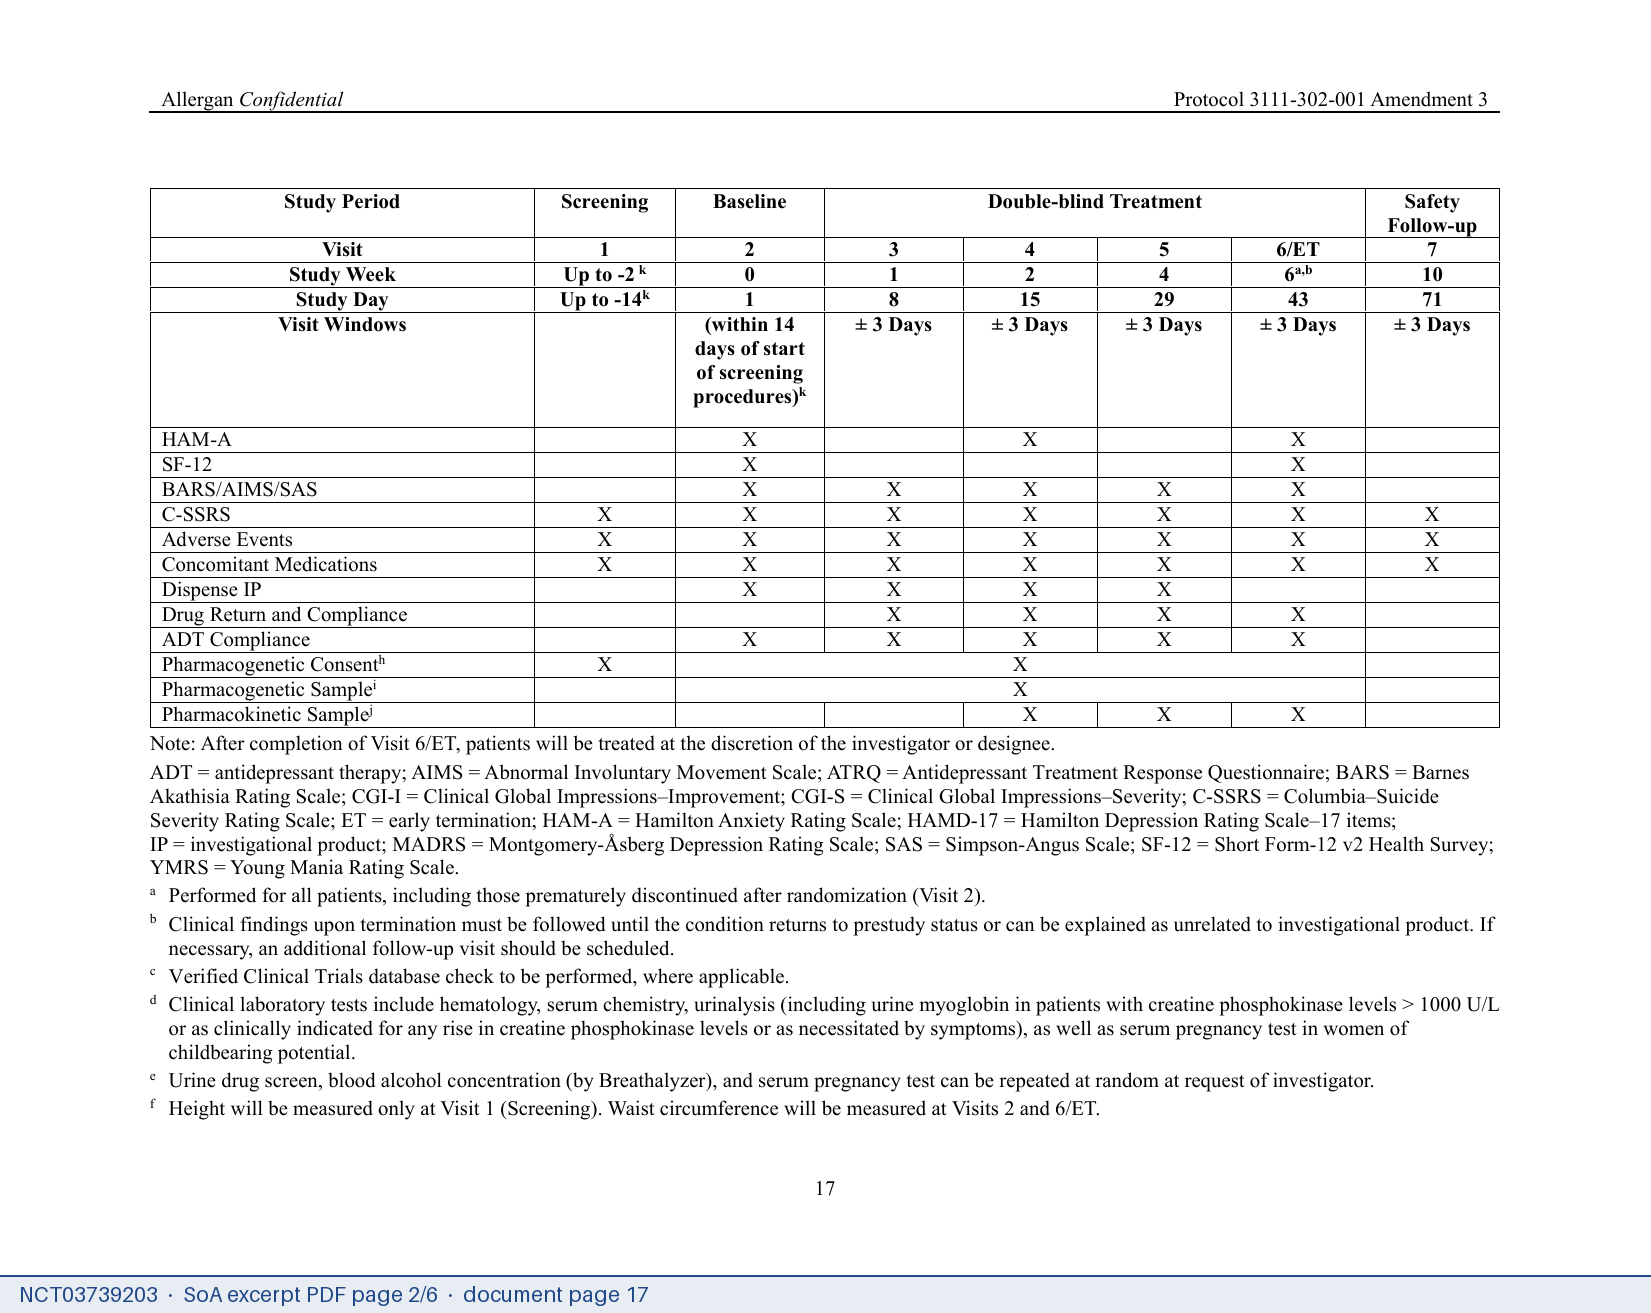 Allergan Confidential Protocol 3111-302-001 Amendment 3
Study Period Screening Baseline Double-blind Treatment Safety Follow-up
Visit 1 2 3 4 5 6/ET 7
Study Week Up to -2 k 0 1 2 4 6a,b 10
Study Day Up to -14k 1 8 15 29 43 71
Visit Windows (within 14 days of start of screening procedures)k ± 3 Days ± 3 Days ± 3 Days ± 3 Days ± 3 Days
HAM-A X X X
SF-12 X X
BARS/AIMS/SAS X X X X X
C-SSRS X X X X X X X
Adverse Events X X X X X X X
Concomitant Medications X X X X X X X
Dispense IP X X X X
Drug Return and Compliance X X X X
ADT Compliance X X X X X
Pharmacogenetic Consenth X X
Pharmacogenetic Samplei X
Pharmacokinetic Samplej X X X
Note: After completion of Visit 6/ET, patients will be treated at the discretion of the investigator or designee.
ADT = antidepressant therapy; AIMS = Abnormal Involuntary Movement Scale; ATRQ = Antidepressant Treatment Response Questionnaire; BARS = Barnes
Akathisia Rating Scale; CGI-I = Clinical Global Impressions–Improvement; CGI-S = Clinical Global Impressions–Severity; C-SSRS = Columbia–Suicide
Severity Rating Scale; ET = early termination; HAM-A = Hamilton Anxiety Rating Scale; HAMD-17 = Hamilton Depression Rating Scale–17 items;
IP = investigational product; MADRS = Montgomery-Åsberg Depression Rating Scale; SAS = Simpson-Angus Scale; SF-12 = Short Form-12 v2 Health Survey;
YMRS = Young Mania Rating Scale.
a Performed for all patients, including those prematurely discontinued after randomization (Visit 2).
b Clinical findings upon termination must be followed until the condition returns to prestudy status or can be explained as unrelated to investigational product. If
necessary, an additional follow-up visit should be scheduled.
c Verified Clinical Trials database check to be performed, where applicable.
d Clinical laboratory tests include hematology, serum chemistry, urinalysis (including urine myoglobin in patients with creatine phosphokinase levels > 1000 U/L
or as clinically indicated for any rise in creatine phosphokinase levels or as necessitated by symptoms), as well as serum pregnancy test in women of
childbearing potential.
e Urine drug screen, blood alcohol concentration (by Breathalyzer), and serum pregnancy test can be repeated at random at request of investigator.
f Height will be measured only at Visit 1 (Screening). Waist circumference will be measured at Visits 2 and 6/ET.
17
NCT03739203 · SoA excerpt PDF page 2/6 · document page 17